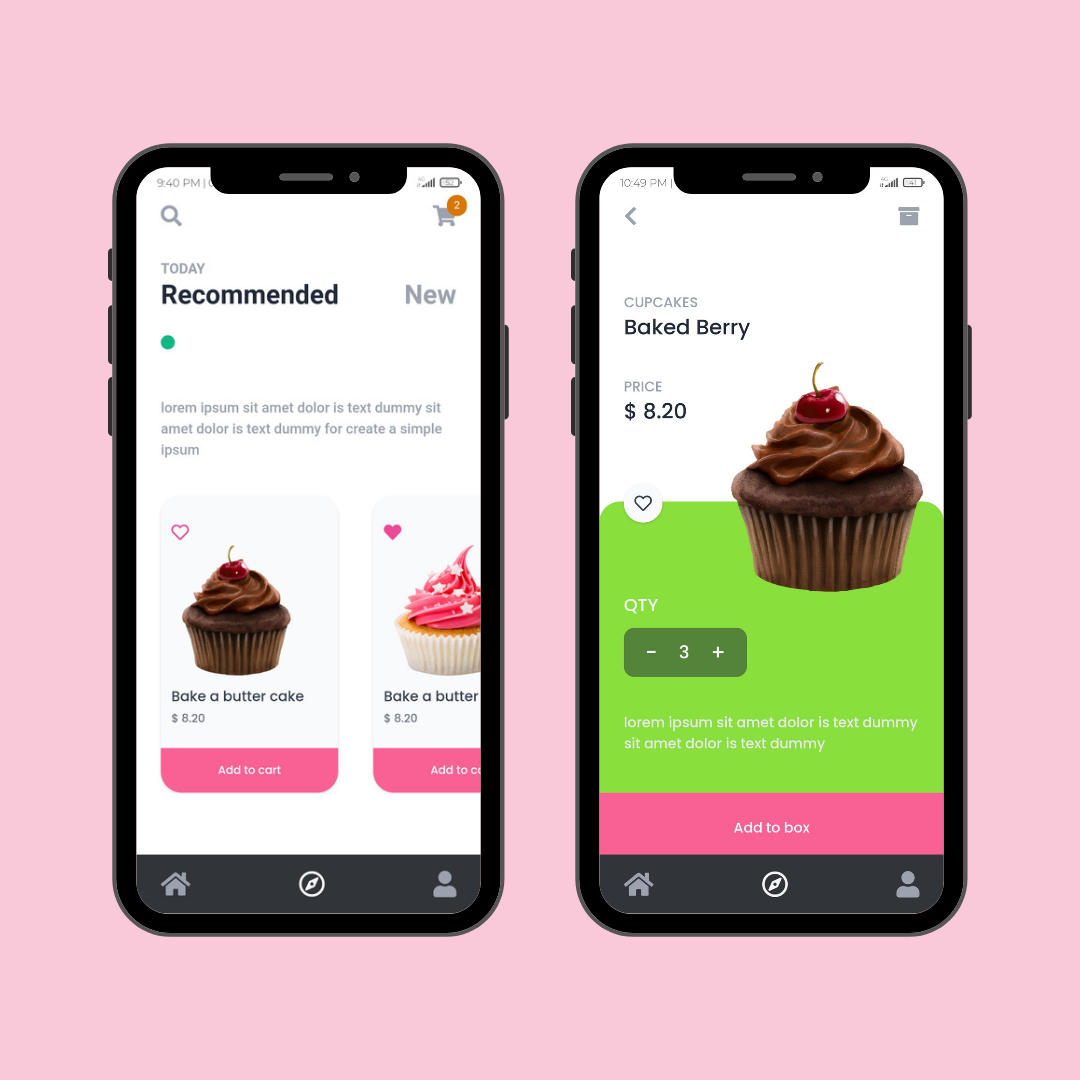 9:40 PM |
2
TODAY
Recommended
New
lorem ipsum sit amet dolor is text dummy sit
amet dolor is text dummy for create a simple
ipsum
Bake a butter cake
$ 8.20
Add to cart
Bake a butter
$ 8.20
Add to ca
10:49 PM |
4G
41
CUPCAKES
Baked Berry
PRICE
$ 8.20
QTY
- 3 +
lorem ipsum sit amet dolor is text dummy
sit amet dolor is text dummy
Add to box